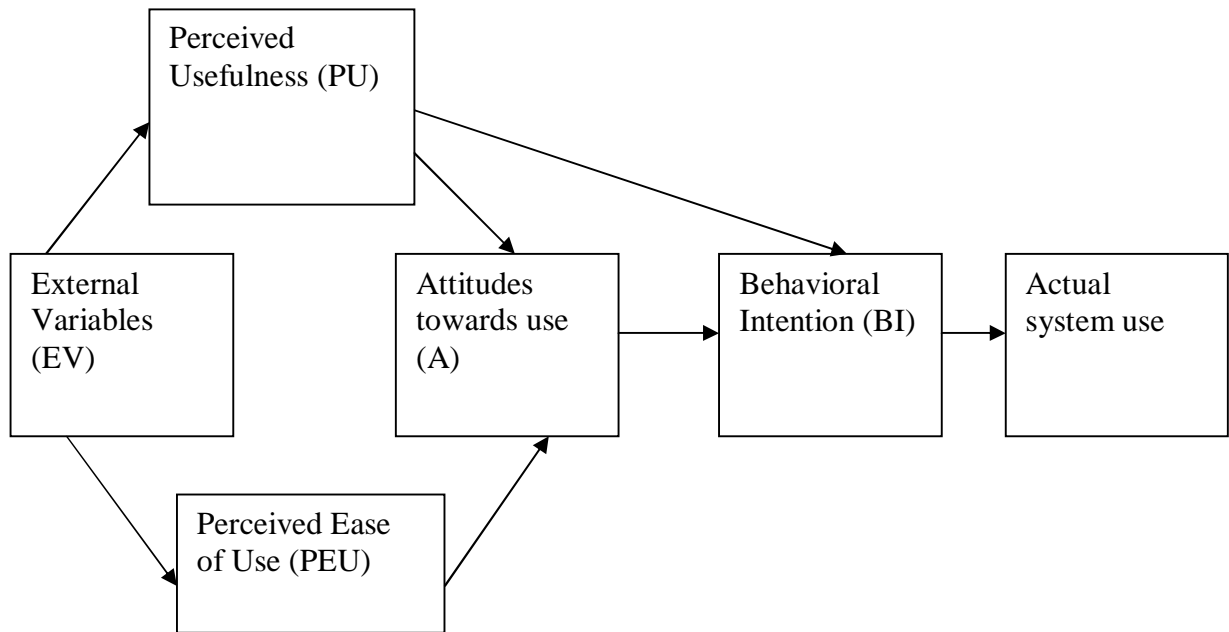 Perceived
Usefulness (PU)
External
Variables
(EV)
Attitudes
towards use
(A)
Behavioral
Intention (BI)
Actual
system use
Perceived Ease
of Use (PEU)